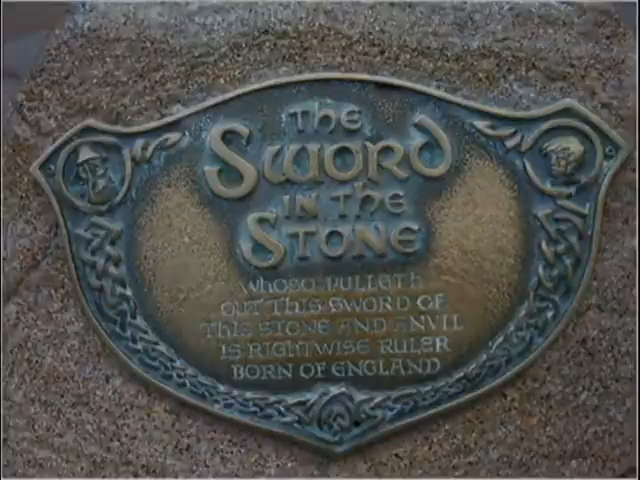 THE
SWORD
IN THE
STONE
WHOSO PULLETH
OUT THIS SWORD OF
THIS STONE AND ANVIL
IS RIGHTWISE RULER
BORN OF ENGLAND